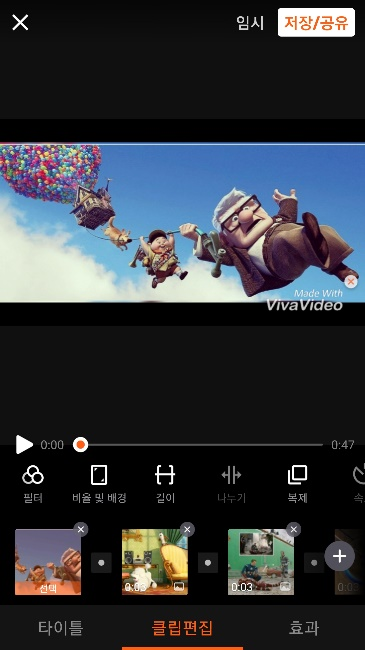 임시 저장/공유
Made With
VivaVideo
0:00 0:47
필터 비율 및 배경 길이 나누기 복제
선택 0:03 0:03
타이틀 클립편집 효과